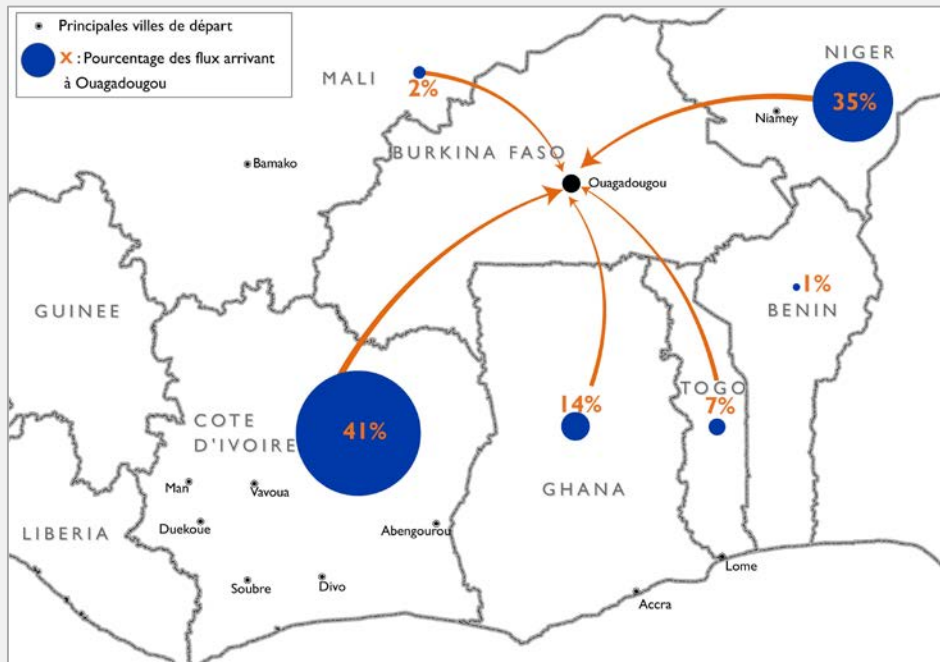 Principales villes de départ
X : Pourcentage des flux arrivant
à Ouagadougou
NIGER
MALI
2%
35%
Niamey
BURKINA FASO
Bamako
Ouagadougou
1%
GUINEE
BENIN
TOGO
14%
7%
COTE
D'IVOIRE
41%
Man
Vavoua
GHANA
LIBERIA
Duekoue
Abengourou
Lome
Soubre
Divo
Accra